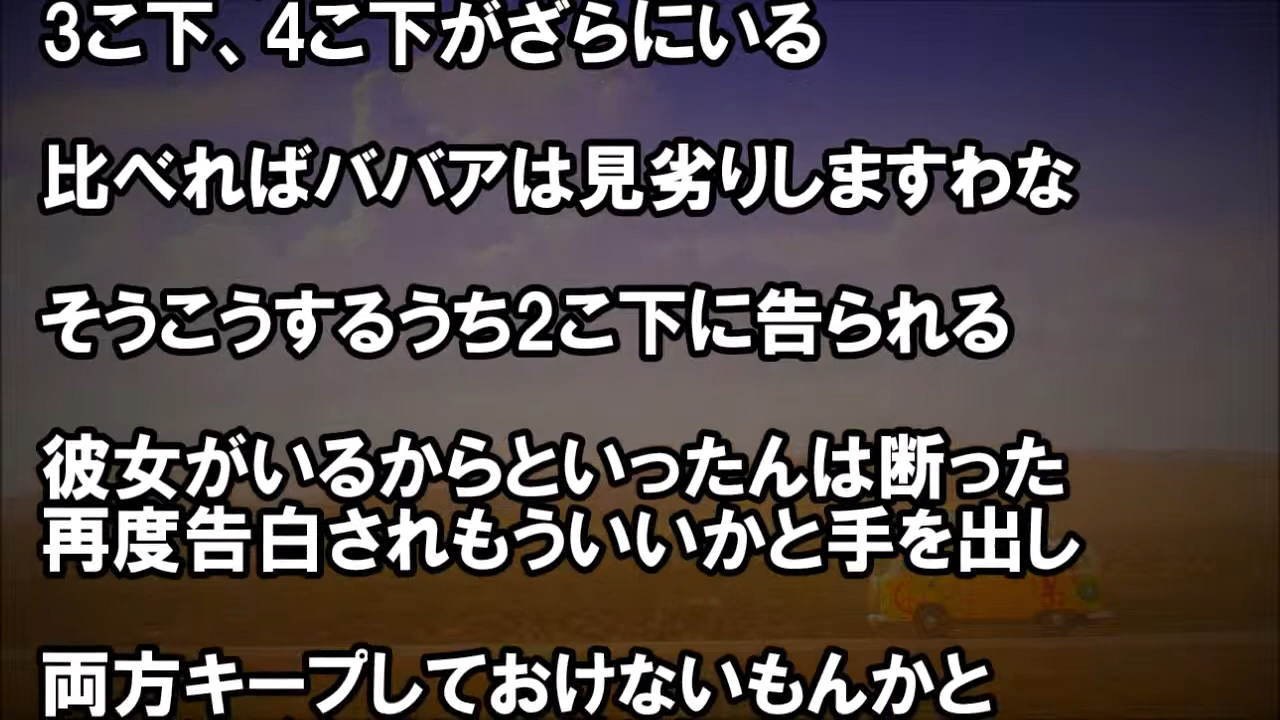 3こ下、4こ下がざらにいる
比べればババアは見劣りしますわな
そうこうするうち2こ下に告られる
彼女がいるからといったんは断った
再度告白されもういいかと手を出し
両方キープしておけないもんかと